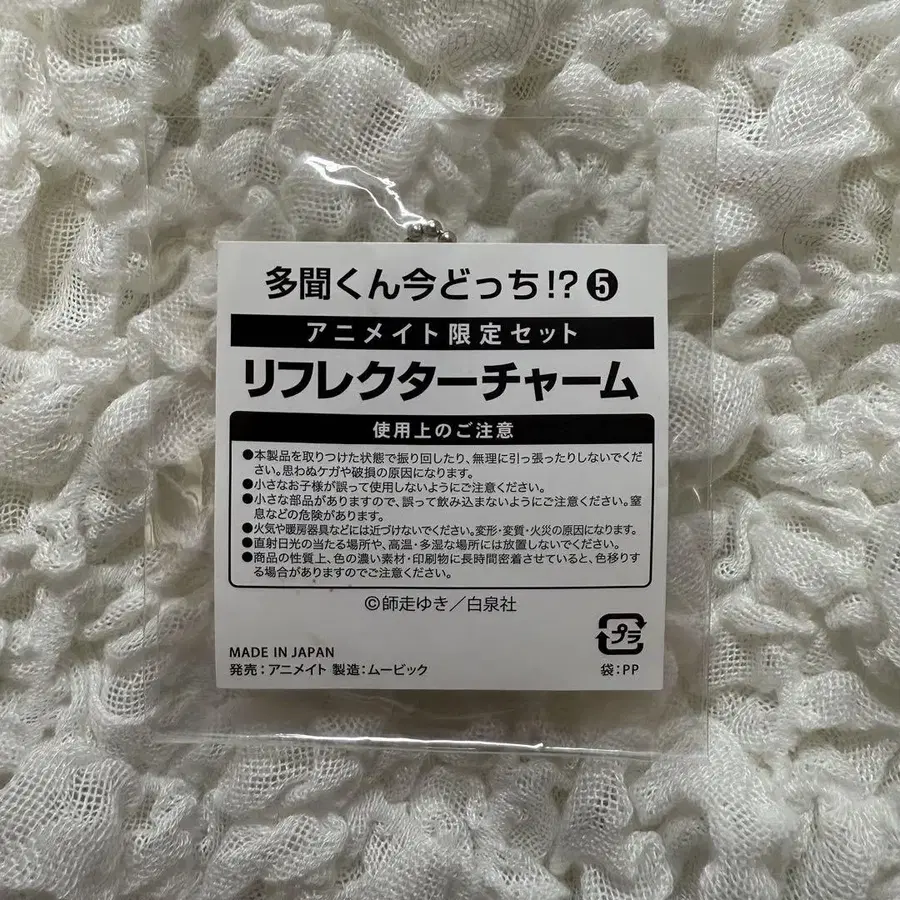 多聞くん今どっち!?❺
アニメイト限定セット
リフレクターチャーム
使用上のご注意
●本製品を取りつけた状態で振り回したり、無理に引っ張ったりしないでくだ
さい。思わぬケガや破損の原因になります。
●小さなお子様が誤って使用しないようにご注意ください。
●小さな部品がありますので、誤って飲み込まないようにご注意ください。窒
息などの危険があります。
●火気や暖房器具などには近づけないでください。変形・変質・火災の原因になります。
●直射日光の当たる場所や、高温・多湿な場所には放置しないでください。
●商品の性質上、色の濃い素材・印刷物に長時間密着させていると、色移りす
る場合がありますのでご注意ください。
©師走ゆき/白泉社
プラ
MADE IN JAPAN
発売:アニメイト 製造:ムービック
袋:PP